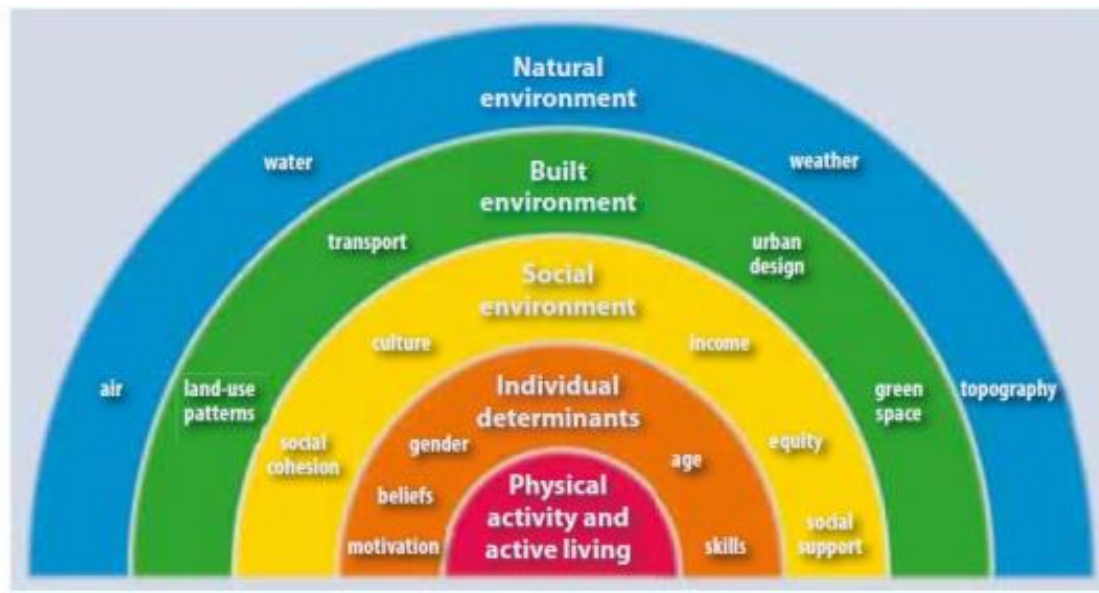 Natural
environment
water
weather
Built
environment
transport
urban
design
Social
environment
culture
income
air
land-use
patterns
Individual
determinants
green
space
topography
social
cohesion
gender
age
equity
beliefs
Physical
activity and
active living
motivation
skills
social
support